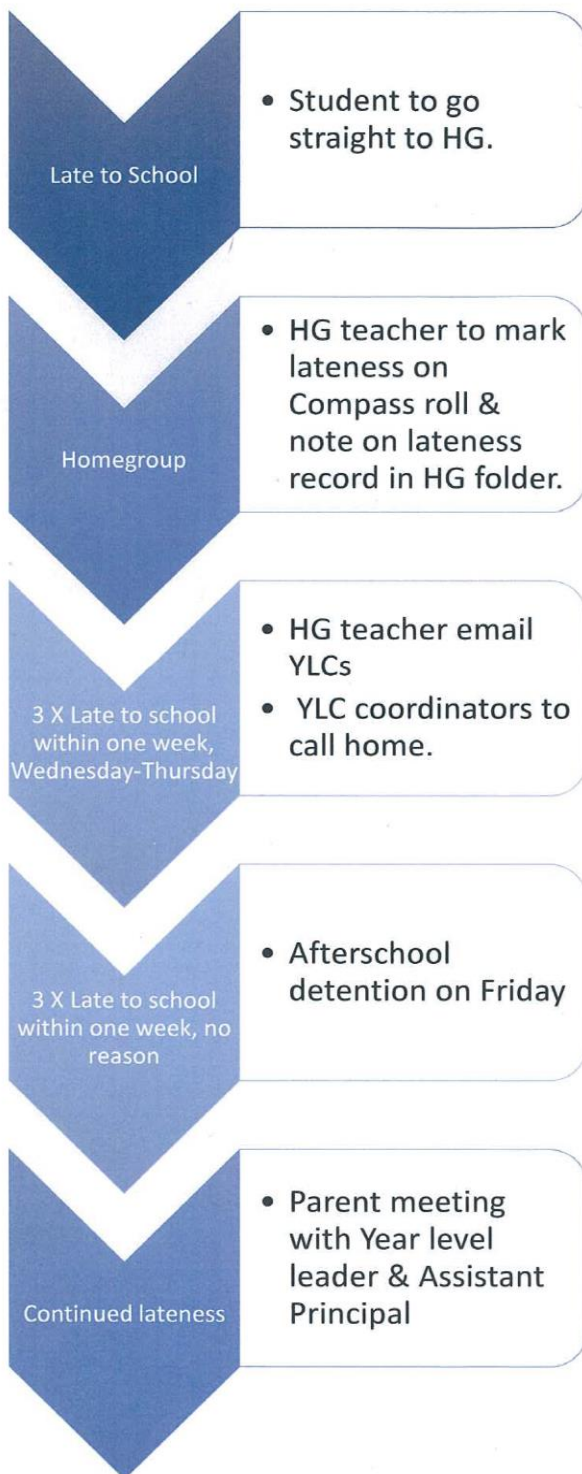 Late to School
• Student to go
straight to HG.
Homegroup
• HG teacher to mark
lateness on
Compass roll &
note on lateness
record in HG folder.
3 X Late to school
within one week,
Wednesday-Thursday
• HG teacher email
YLCs
• YLC coordinators to
call home.
3 X Late to school
within one week, no
reason
• Afterschool
detention on Friday
Continued lateness
• Parent meeting
with Year level
leader & Assistant
Principal